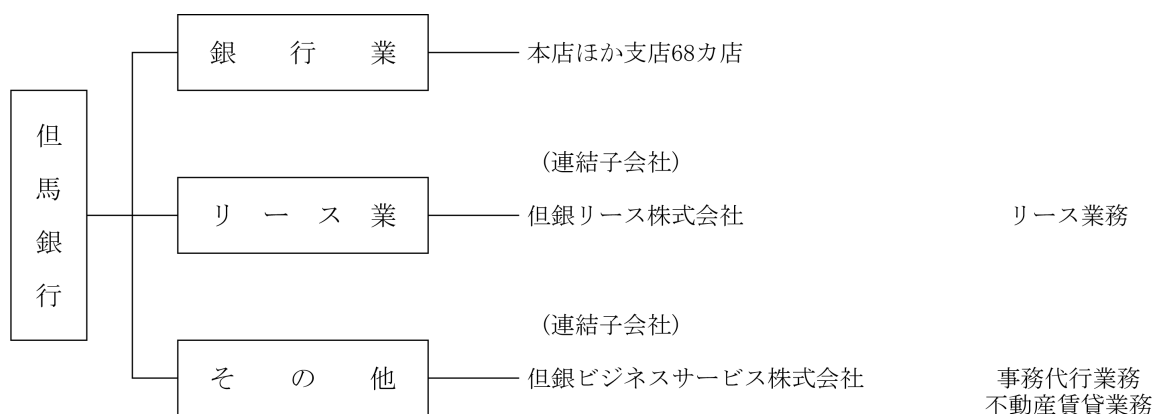 銀行業 本店ほか支店68カ店
但馬銀行
(連結子会社)
リース業 但銀リース株式会社 リース業務
(連結子会社)
その他 但銀ビジネスサービス株式会社 事務代行業務
不動産賃貸業務